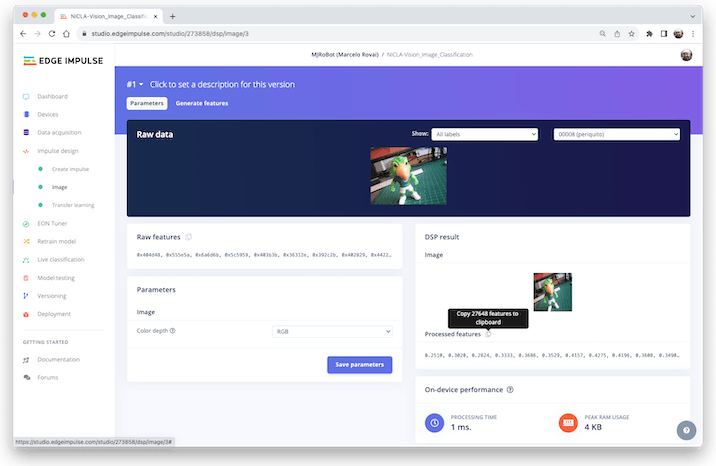 NICLA-Vision_Image_Classifi
studio.edgeimpulse.com/studio/273858/dsp/image/3
EDGE IMPULSE
MJRoBot (Marcelo Rovai) / NICLA-Vision_Image_Classification
#1 Click to set a description for this version
Parameters Generate features
Dashboard
Devices
Data acquisition
Impulse design
Create impulse
Image
Transfer learning
EON Tuner
Retrain model
Live classification
Model testing
Versioning
Deployment
GETTING STARTED
Documentation
Forums
Raw data
Show: All labels 00008 (periquito)
Raw features
0x404d48, 0x555e5a, 0x6a6d6b, 0x5c5959, 0x403b3b, 0x36312e, 0x392c2b, 0x402829, 0x4422…
Parameters
Image
Color depth RGB
Save parameters
DSP result
Image
Copy 27648 features to
clipboard
Processed features
0.2510, 0.3020, 0.2824, 0.3333, 0.3686, 0.3529, 0.4157, 0.4275, 0.4196, 0.3608, 0.3490…
On-device performance
PROCESSING TIME
1 ms.
PEAK RAM USAGE
4 KB
https://studio.edgeimpulse.com/studio/273858/dsp/image/3#